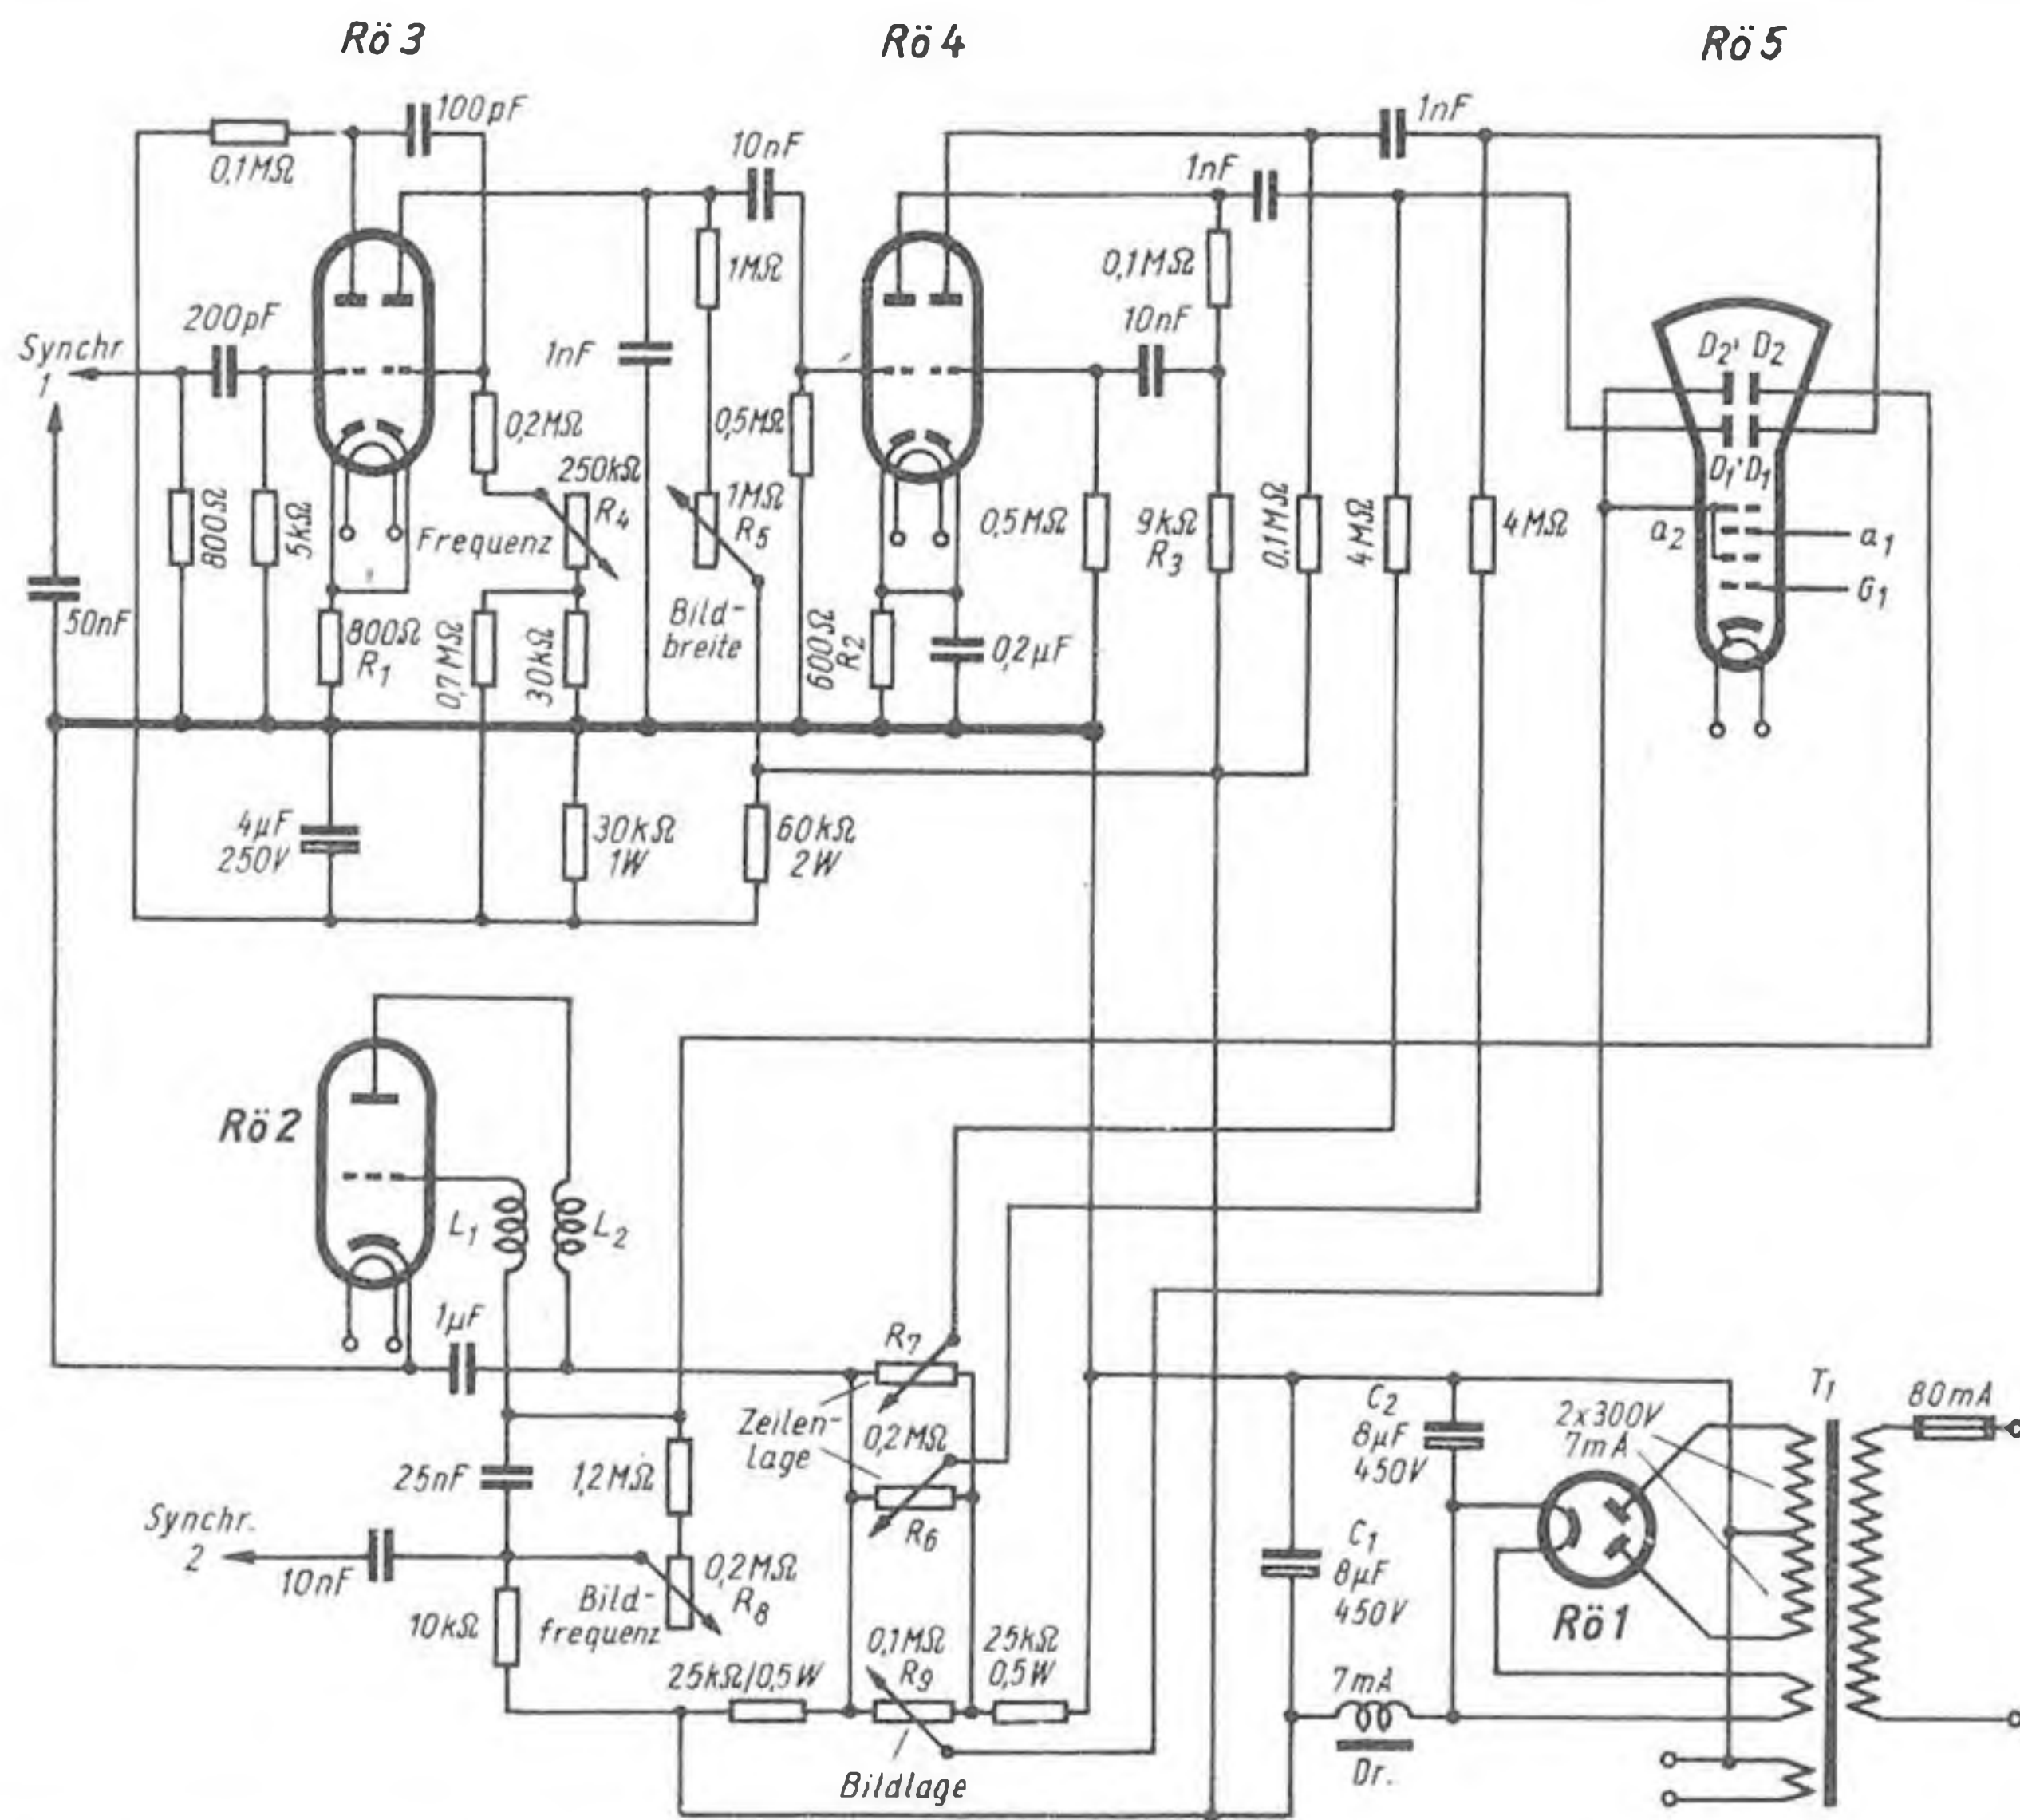 Rö 3
Rö 4
Rö 5
100pF
0,1MΩ
10nF
1nF
1nF
1MΩ
0,1MΩ
10nF
Synchr
1
200pF
1nF
D2' D2
D1' D1
0,2MΩ
0,5MΩ
250kΩ
R4
Frequenz
1MΩ
R5
Bild-
breite
800Ω
5kΩ
50nF
800Ω
R1
0,7MΩ
30kΩ
600Ω
R2
0,2µF
0,5MΩ
9kΩ
R3
0,1MΩ
4MΩ
4MΩ
a2
a1
G1
4µF
250V
30kΩ
1W
60kΩ
2W
Rö 2
L1
L2
1µF
R7
Zeilen-
lage
0,2MΩ
R6
25nF
1,2MΩ
Synchr.
2
10nF
10kΩ
Bild-
frequenz
0,2MΩ
R8
25kΩ/0,5W
0,1MΩ
R9
25kΩ
0,5W
Bildlage
C2
8µF
450V
C1
8µF
450V
2x300V
7mA
T1
80mA
Rö 1
7mA
Dr.